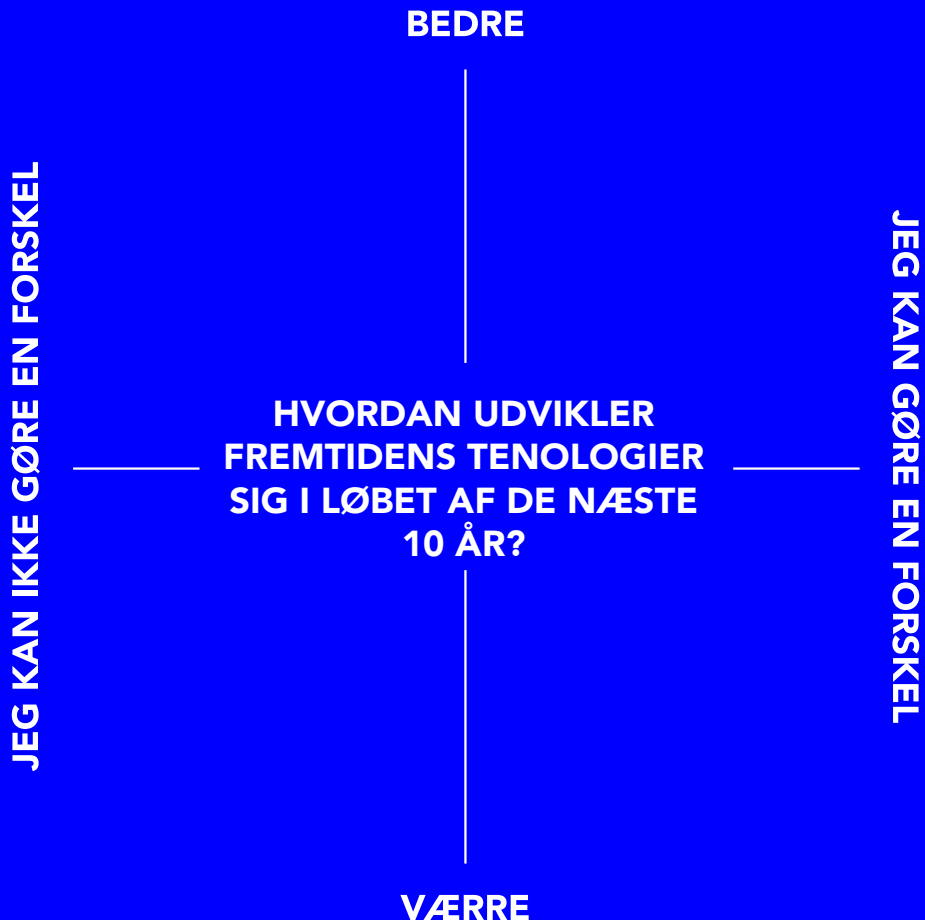 BEDRE
JEG KAN IKKE GØRE EN FORSKEL
HVORDAN UDVIKLER
FREMTIDENS TENOLOGIER
SIG I LØBET AF DE NÆSTE
10 ÅR?
JEG KAN GØRE EN FORSKEL
VÆRRE